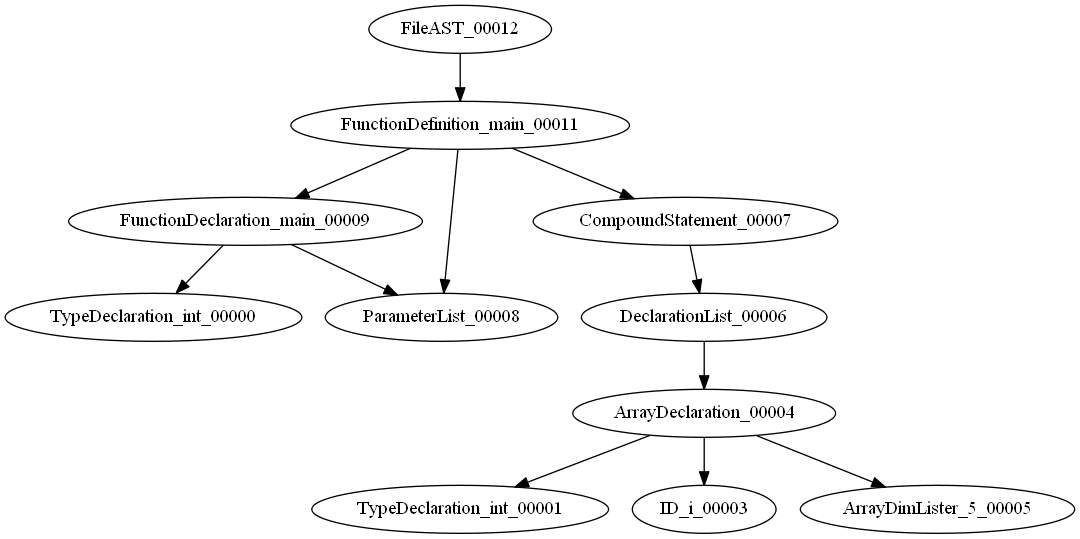 FileAST_00012
FunctionDefinition_main_00011
FunctionDeclaration_main_00009
CompoundStatement_00007
TypeDeclaration_int_00000
ParameterList_00008
DeclarationList_00006
ArrayDeclaration_00004
TypeDeclaration_int_00001
ID_i_00003
ArrayDimLister_5_00005